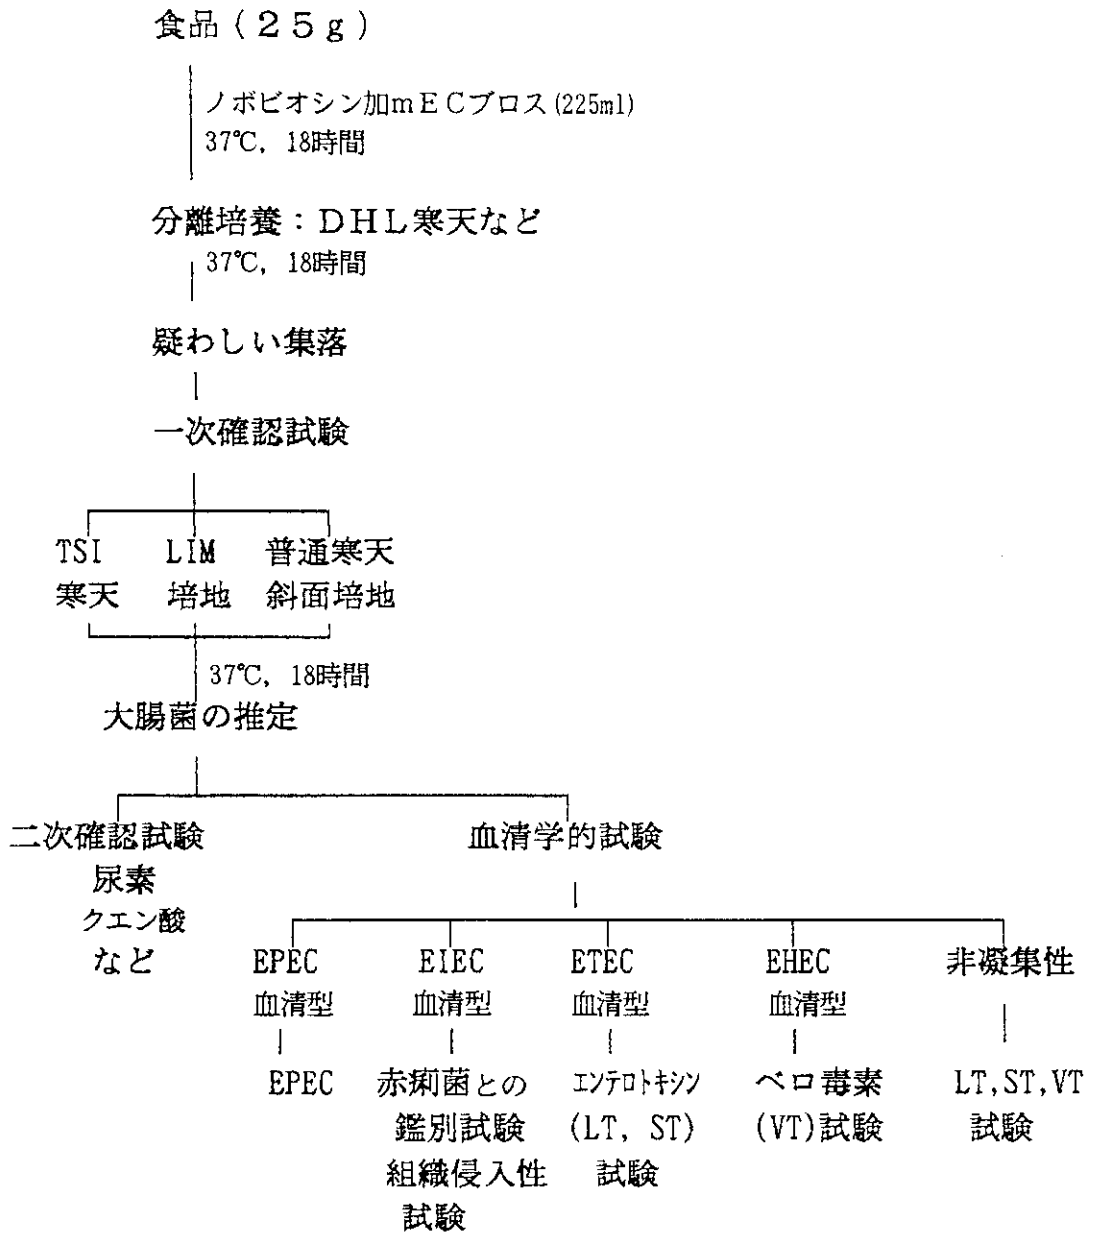 食品(25g)
ノボビオシン加mECブロス(225ml)
37℃, 18時間
分離培養:DHL寒天など
37℃, 18時間
疑わしい集落
一次確認試験
TSI LIM 普通寒天
寒天 培地 斜面培地
37℃, 18時間
大腸菌の推定
二次確認試験 血清学的試験
尿素
クエン酸
など EPEC EIEC ETEC EHEC 非凝集性
血清型 血清型 血清型 血清型
EPEC 赤痢菌との エンテロトキシン ベロ毒素 LT,ST,VT
鑑別試験 (LT, ST) (VT)試験 試験
組織侵入性 試験
試験